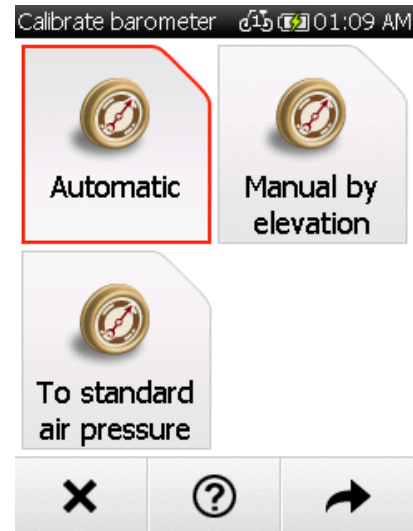 Calibrate barometer 01:09 AM
Automatic
Manual by
elevation
To standard
air pressure